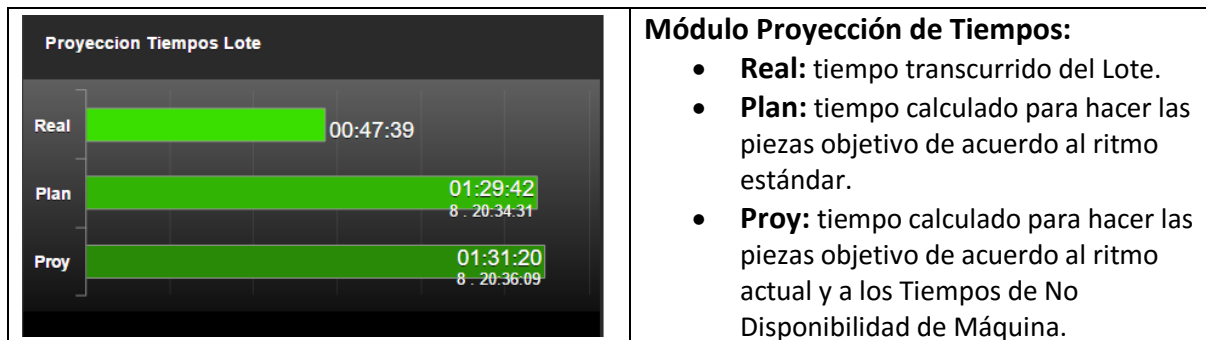 Proyeccion Tiempos Lote
Real
00:47:39
Plan
01:29:42
8 . 20:34:31
Proy
01:31:20
8 . 20:36:09
Módulo Proyección de Tiempos:
• Real: tiempo transcurrido del Lote.
• Plan: tiempo calculado para hacer las
piezas objetivo de acuerdo al ritmo
estándar.
• Proy: tiempo calculado para hacer las
piezas objetivo de acuerdo al ritmo
actual y a los Tiempos de No
Disponibilidad de Máquina.